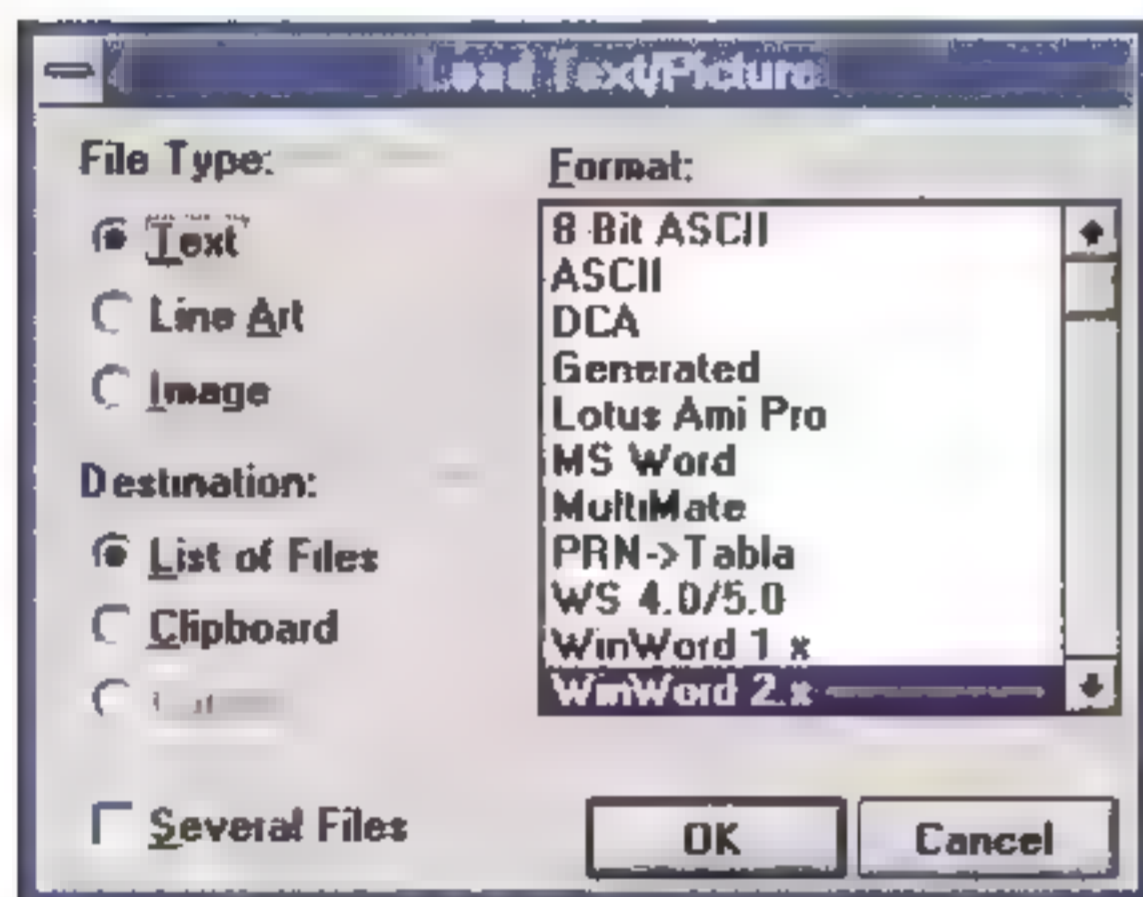 Load Text/Picture
File Type:
Text
Line Art
Image
Destination:
List of Files
Clipboard
Several Files
Format:
8 Bit ASCII
ASCII
DCA
Generated
Lotus Ami Pro
MS Word
MultiMate
PRN->Tabla
WS 4.0/5.0
WinWord 1 x
WinWord 2.x
OK
Cancel